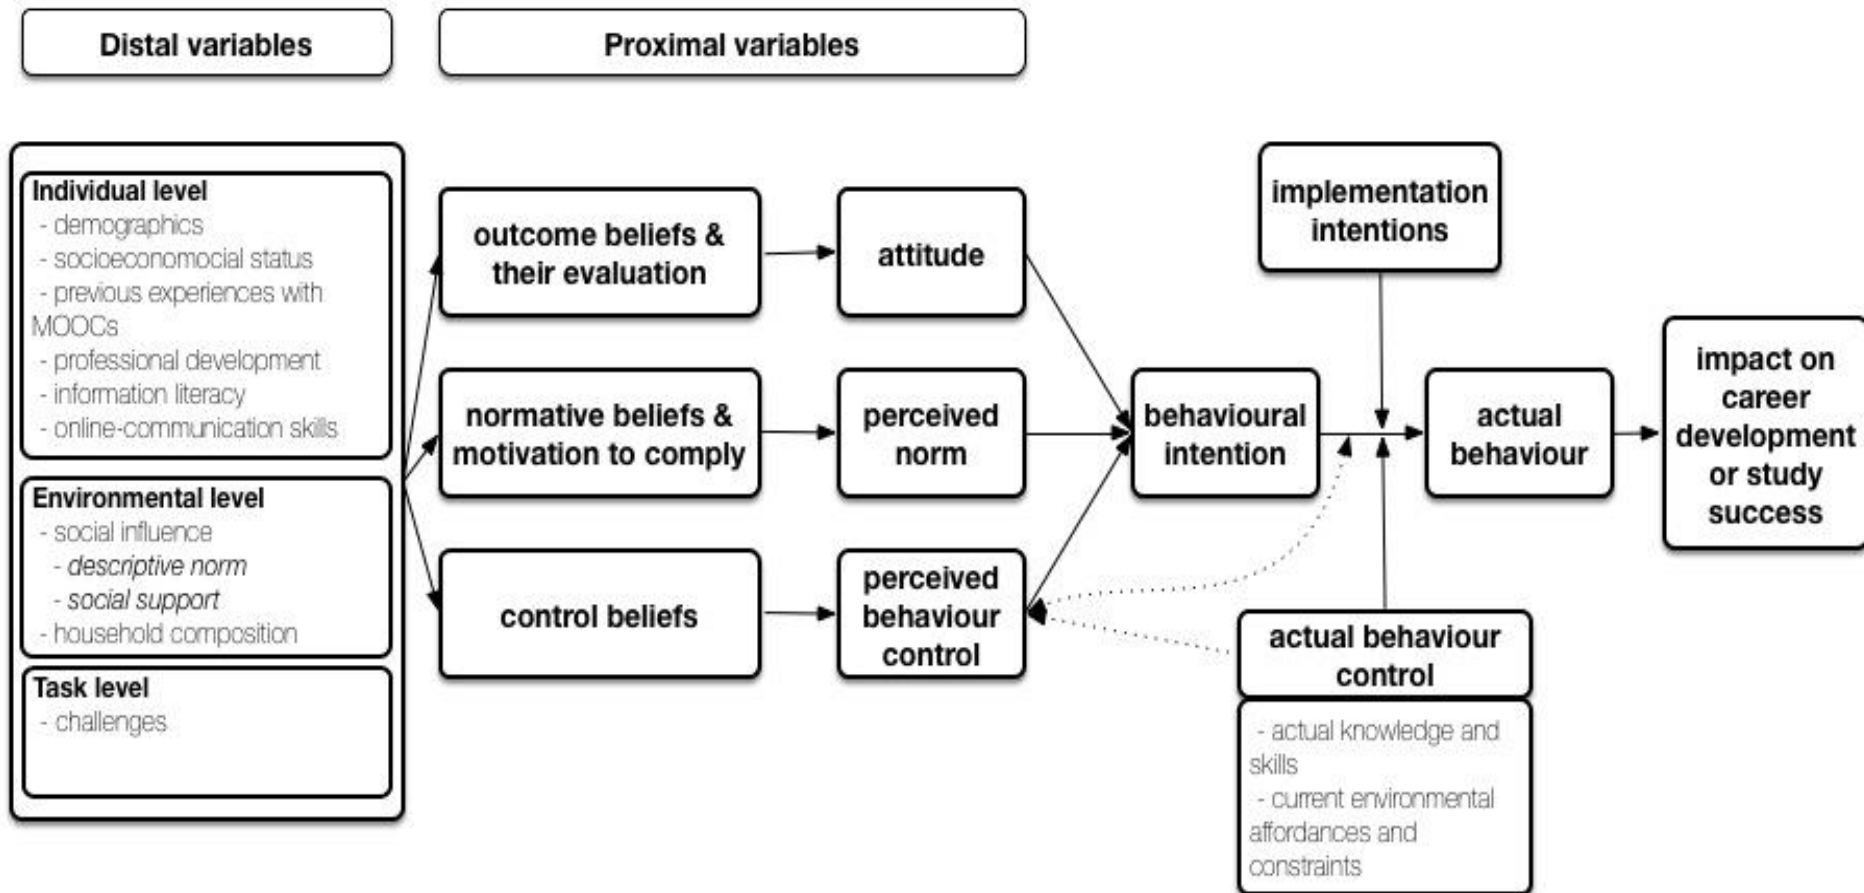 Distal variables
Proximal variables
Individual level
- demographics
- socioeconomocial status
- previous experiences with
MOOCs
- professional development
- information literacy
- online-communication skills
Environmental level
- social influence
- descriptive norm
- social support
- household composition
Task level
- challenges
outcome beliefs &
their evaluation
attitude
normative beliefs &
motivation to comply
perceived
norm
control beliefs
perceived
behaviour
control
behavioural
intention
implementation
intentions
actual
behaviour
impact on
career
development
or study
success
actual behaviour
control
- actual knowledge and
skills
- current environmental
affordances and
constraints